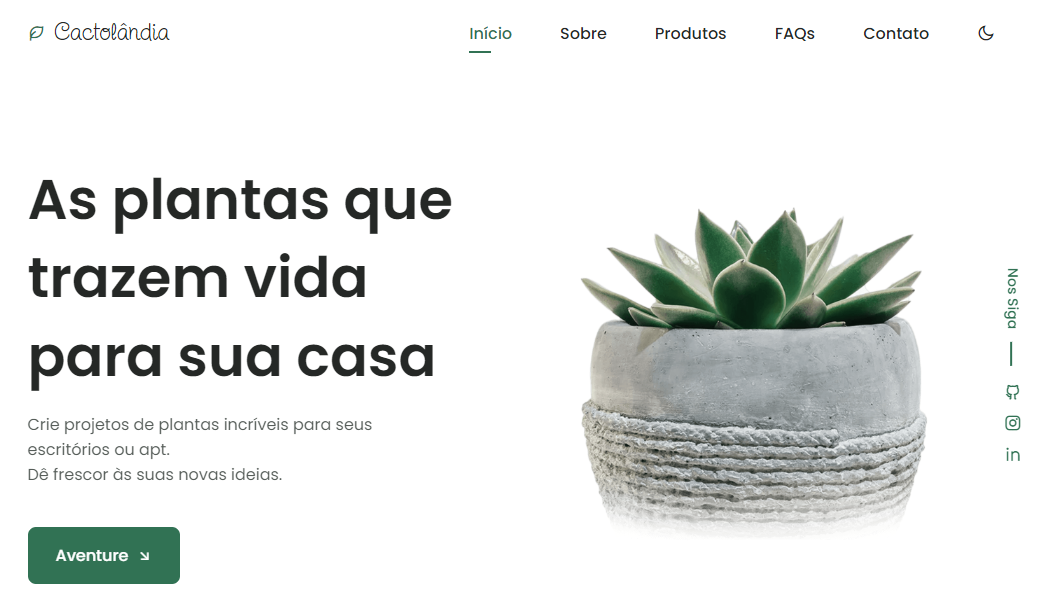 Cactolândia
Início Sobre Produtos FAQs Contato
As plantas que
trazem vida
para sua casa
Crie projetos de plantas incríveis para seus
escritórios ou apt.
Dê frescor às suas novas ideias.
Aventure
Nos Siga
in